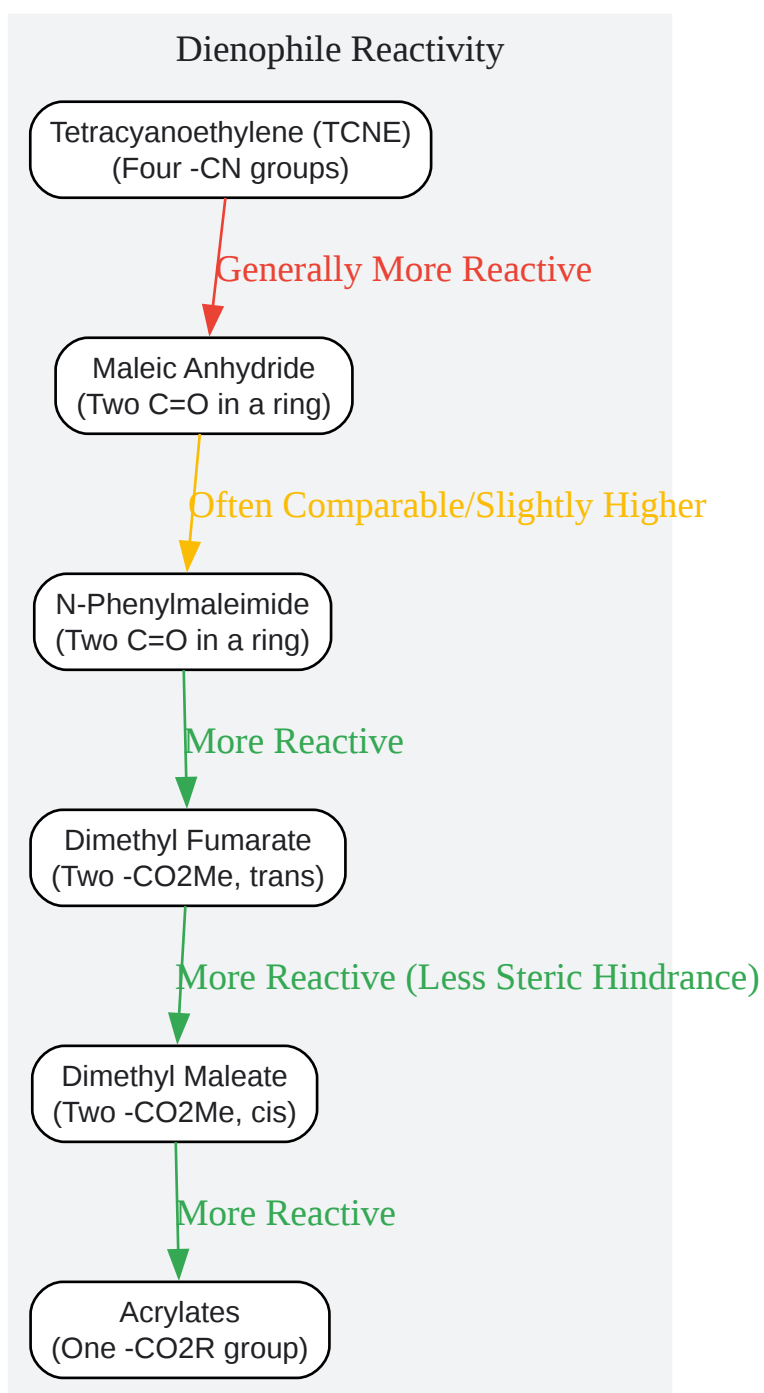 Dienophile Reactivity
Tetracyanoethylene (TCNE)
(Four -CN groups)
Generally More Reactive
Maleic Anhydride
(Two C=O in a ring)
Often Comparable/Slightly Higher
N-Phenylmaleimide
(Two C=O in a ring)
More Reactive
Dimethyl Fumarate
(Two -CO2Me, trans)
More Reactive (Less Steric Hindrance)
Dimethyl Maleate
(Two -CO2Me, cis)
More Reactive
Acrylates
(One -CO2R group)